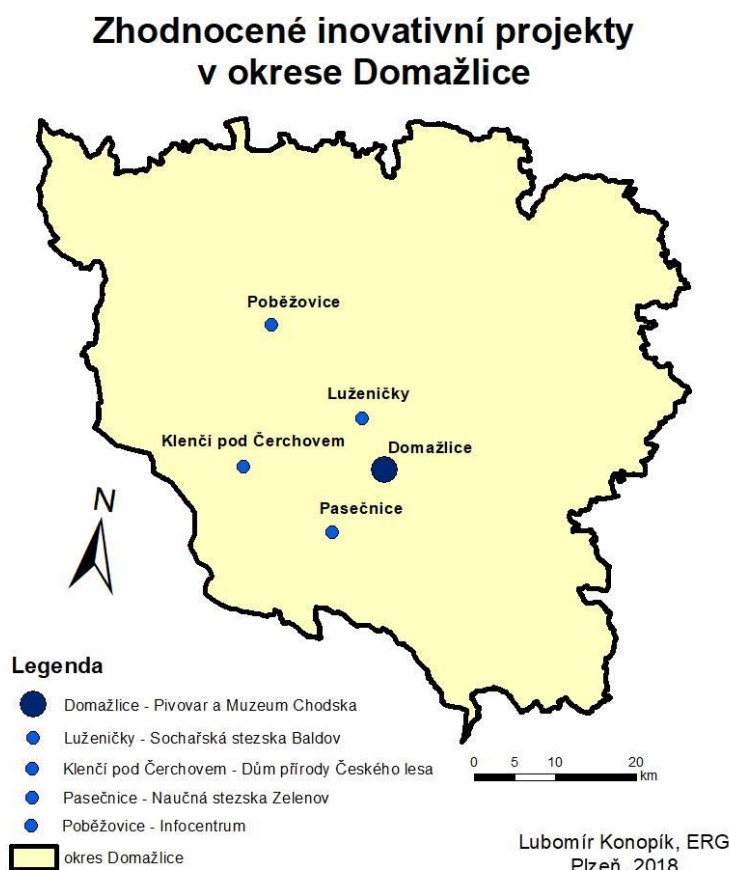 Zhodnocené inovativní projekty
v okrese Domažlice
Poběžovice
Luženičky
Klenčí pod Čerchovem
Domažlice
Pasečnice
N
Legenda
Domažlice - Pivovar a Muzeum Chodska
Luženičky - Sochařská stezska Baldov
Klenčí pod Čerchovem - Dům přírody Českého lesa
Pasečnice - Naučná stezska Zelenov
Poběžovice - Infocentrum
okres Domažlice
0 5 10 20
km
Lubomír Konopík, ERG
Plzeň, 2018